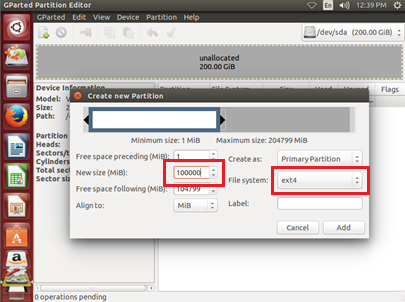 GParted Partition Editor
En
12:39 PM
GParted Edit View Device Partition Help
/dev/sda (200.00 GiB)
unallocated
200.00 GiB
Device Information
Partition
File System
Used
Flags
Create new Partition
Minimum size: 1 MiB Maximum size: 204799 MiB
Free space preceding (MiB): 1
Create as: Primary Partition
New size (MiB): 100000
File system: ext4
Free space following (MiB): 104799
Align to: MiB
Label:
Cancel Add
Model:
Size:
Path:
Partition
Heads:
Sectors/
Cylinders
Total sec
Sector siz
0 operations pending